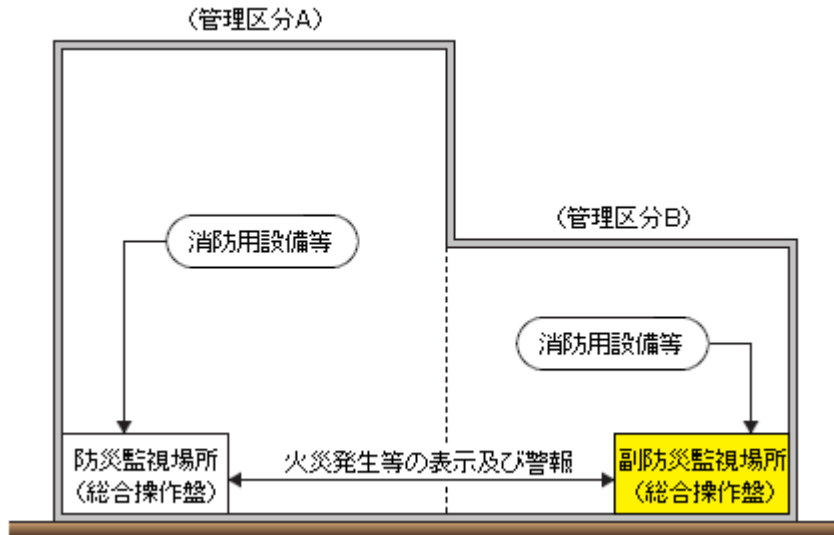 （管理区分A）
（管理区分B）
消防用設備等
消防用設備等
防災監視場所
（総合操作盤）
火災発生等の表示及び警報
副防災監視場所
（総合操作盤）